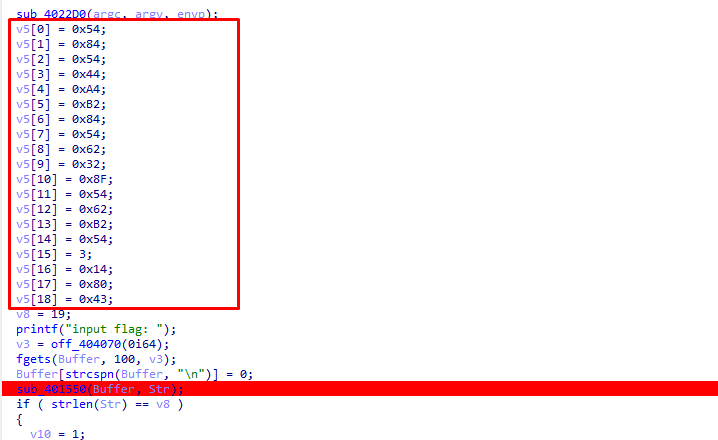 sub_4022D0(argc, argv, envp);
v5[0] = 0x54;
v5[1] = 0x84;
v5[2] = 0x54;
v5[3] = 0x44;
v5[4] = 0xA4;
v5[5] = 0xB2;
v5[6] = 0x84;
v5[7] = 0x54;
v5[8] = 0x62;
v5[9] = 0x32;
v5[10] = 0x8F;
v5[11] = 0x54;
v5[12] = 0x62;
v5[13] = 0xB2;
v5[14] = 0x54;
v5[15] = 3;
v5[16] = 0x14;
v5[17] = 0x80;
v5[18] = 0x43;
v8 = 19;
printf("input flag: ");
v3 = off_404070(0i64);
fgets(Buffer, 100, v3);
Buffer[strcspn(Buffer, "\n")] = 0;
sub_401550(Buffer, Str);
if ( strlen(Str) == v8 )
{
v10 = 1;